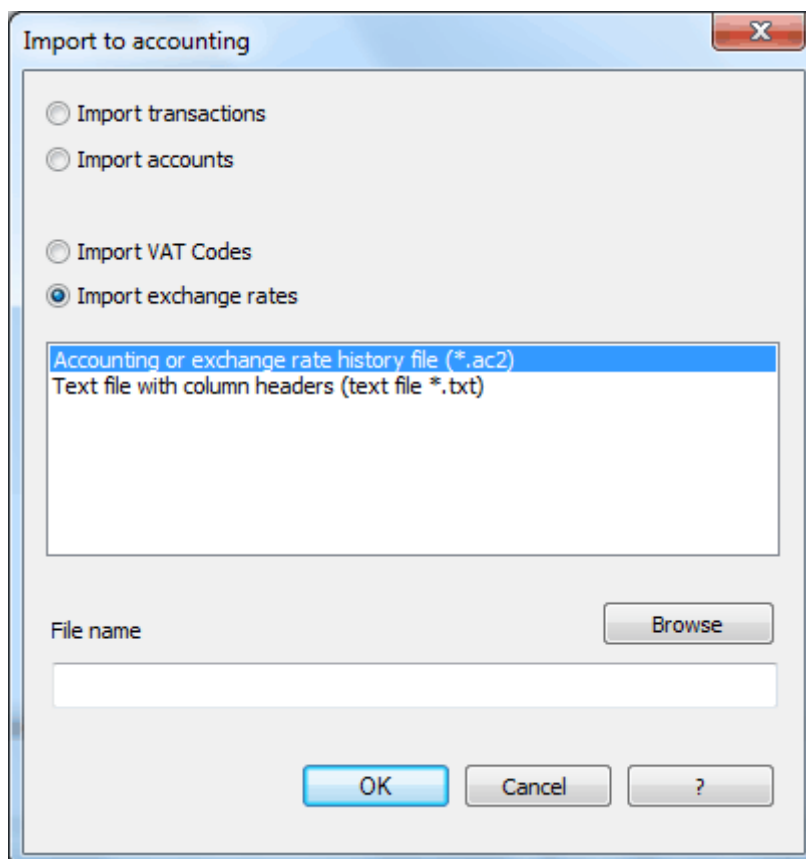 Import to accounting
Import transactions
Import accounts
Import VAT Codes
Import exchange rates
Accounting or exchange rate history file (*.ac2)
Text file with column headers (text file *.txt)
File name
Browse
OK
Cancel
?